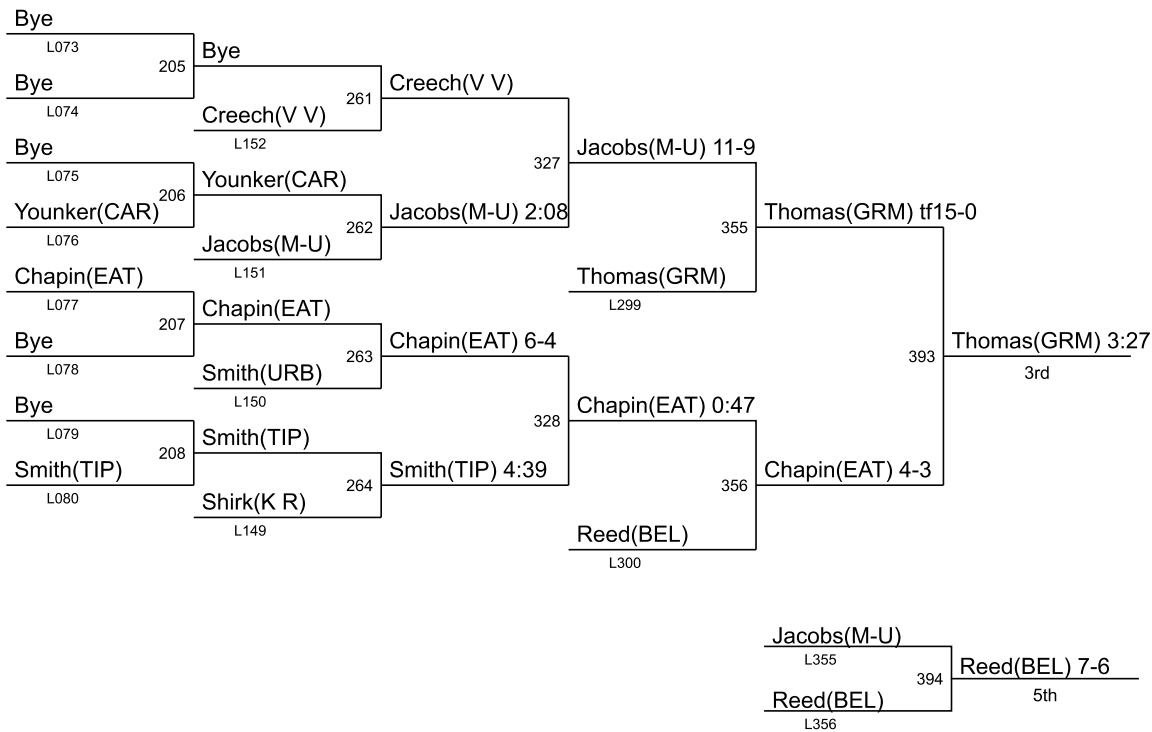 Bye
L073
205
Bye
Bye
L074
261
Creech(V V)
Creech(V V)
L152
Bye
L075
206
Younker(CAR)
Younker(CAR)
L076
262
Jacobs(M-U) 2:08
Jacobs(M-U)
L151
327
Jacobs(M-U) 11-9
355
Thomas(GRM) tf15-0
Thomas(GRM)
L299
Chapin(EAT)
L077
207
Chapin(EAT)
Bye
L078
263
Chapin(EAT) 6-4
Smith(URB)
L150
393
Thomas(GRM) 3:27
3rd
Bye
L079
208
Smith(TIP)
Smith(TIP)
L080
264
Smith(TIP) 4:39
Shirk(K R)
L149
328
Chapin(EAT) 0:47
356
Chapin(EAT) 4-3
Reed(BEL)
L300
Jacobs(M-U)
L355
394
Reed(BEL) 7-6
5th
Reed(BEL)
L356